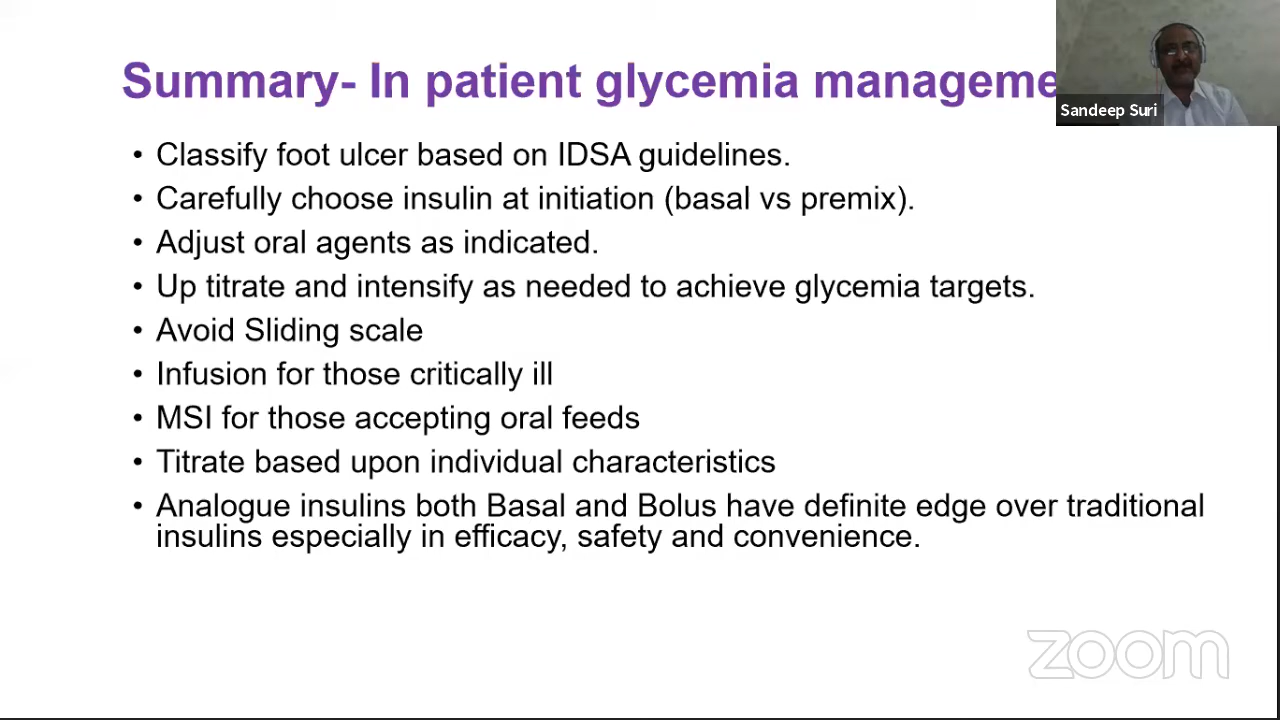 Summary- In patient glycemia manageme
Sandeep Suri
• Classify foot ulcer based on IDSA guidelines.
• Carefully choose insulin at initiation (basal vs premix).
• Adjust oral agents as indicated.
• Up titrate and intensify as needed to achieve glycemia targets.
• Avoid Sliding scale
• Infusion for those critically ill
• MSI for those accepting oral feeds
• Titrate based upon individual characteristics
• Analogue insulins both Basal and Bolus have definite edge over traditional
insulins especially in efficacy, safety and convenience.
zoom